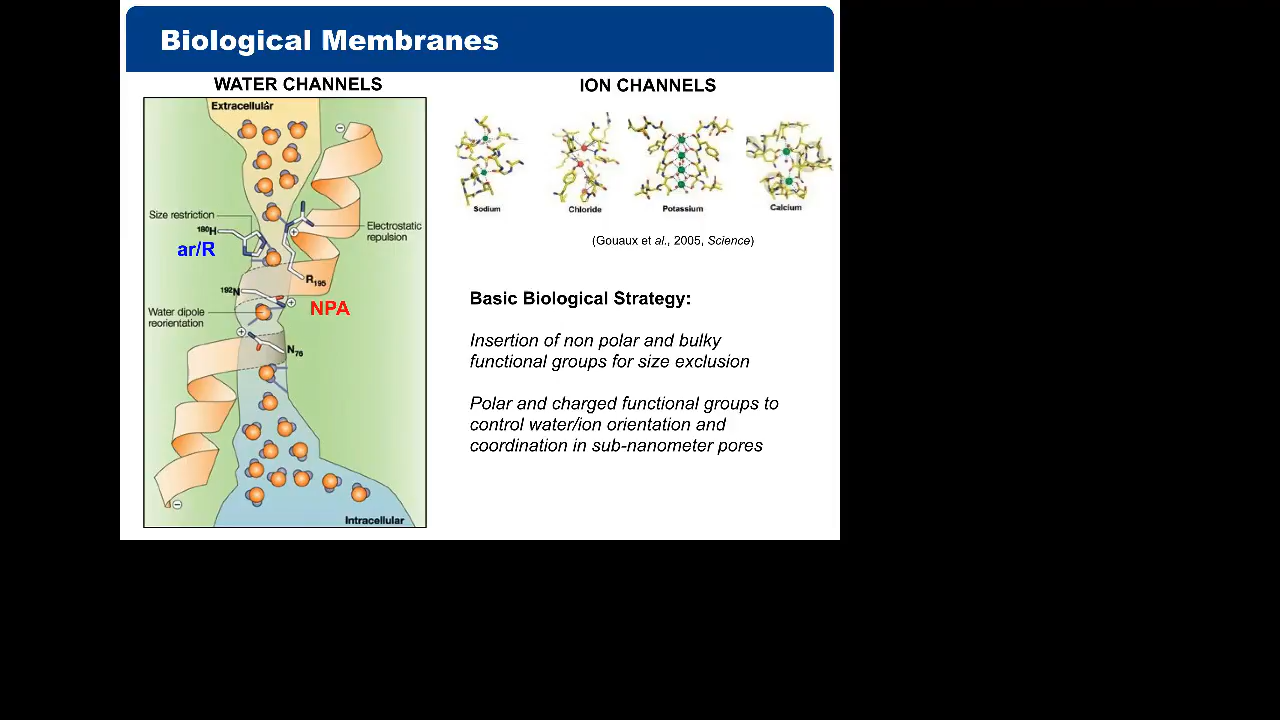 Biological Membranes
WATER CHANNELS
Extracellular
Size restriction
180H
ar/R
Electrostatic
repulsion
R195
192N
NPA
Water dipole
reorientation
N76
Intracellular
ION CHANNELS
Sodium
Chloride
Potassium
Calcium
(Gouaux et al., 2005, Science)
Basic Biological Strategy:
Insertion of non polar and bulky
functional groups for size exclusion
Polar and charged functional groups to
control water/ion orientation and
coordination in sub-nanometer pores